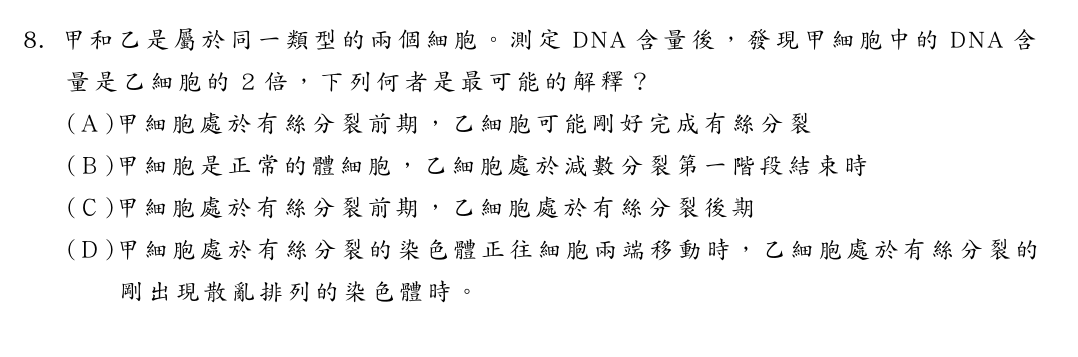 8. 甲和乙是屬於同一類型的兩個細胞。測定 DNA 含量後，發現甲細胞中的 DNA 含
量是乙細胞的 2 倍，下列何者是最可能的解釋？
(A)甲細胞處於有絲分裂前期，乙細胞可能剛好完成有絲分裂
(B)甲細胞是正常的體細胞，乙細胞處於減數分裂第一階段結束時
(C)甲細胞處於有絲分裂前期，乙細胞處於有絲分裂後期
(D)甲細胞處於有絲分裂的染色體正往細胞兩端移動時，乙細胞處於有絲分裂的
剛出現散亂排列的染色體時。